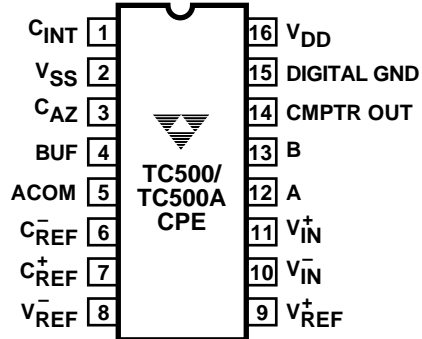 CINT 1 16 VDD
VSS 2 15 DIGITAL GND
CAZ 3 14 CMPTR OUT
BUF 4 13 B
ACOM 5 12 A
C−REF 6 11 V+IN
C+REF 7 10 V−IN
V−REF 8 9 V+REF
TC500/
TC500A
CPE